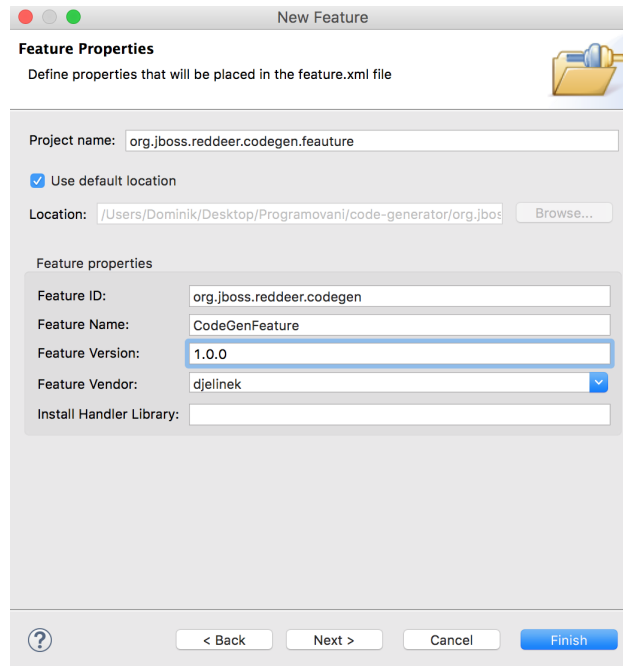 New Feature
Feature Properties
Define properties that will be placed in the feature.xml file
Project name: org.jboss.reddeer.codegen.feauture
Use default location
Location: /Users/Dominik/Desktop/Programovani/code-generator/org.jbos Browse...
Feature properties
Feature ID: org.jboss.reddeer.codegen
Feature Name: CodeGenFeature
Feature Version: 1.0.0
Feature Vendor: djelinek
Install Handler Library:
? < Back Next > Cancel Finish